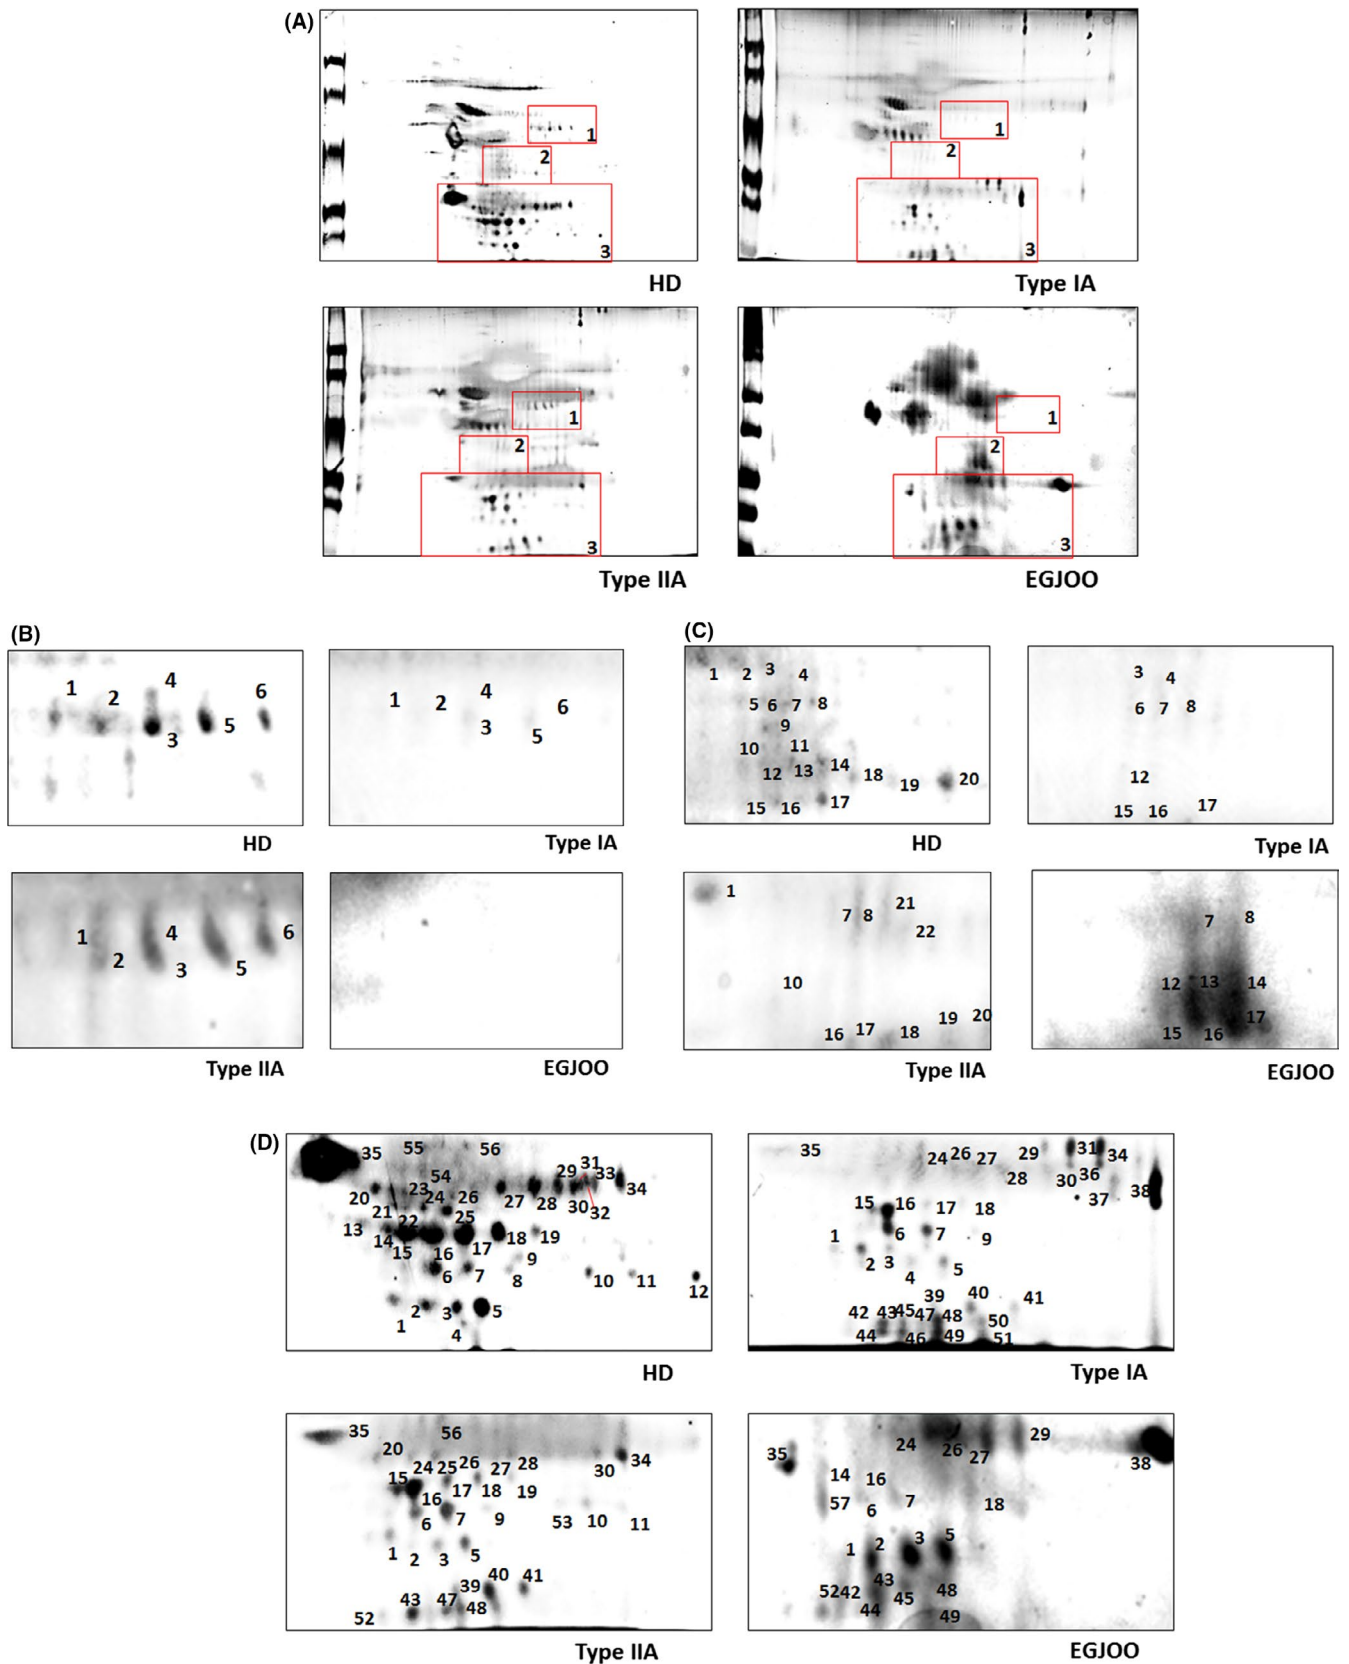 (A)
1
2
3
HD
1
2
3
Type IA
1
2
3
Type IIA
1
2
3
EGJOO
(B)
1 2 4 6
3 5
HD
1 2 4 6
3 5
Type IA
1 4 6
2 3 5
Type IIA
EGJOO
(C)
1 2 3 4
5 6 7 8
9
10 11
12 13 14 18 19 20
15 16 17
HD
3 4
6 7 8
12
15 16 17
Type IA
1
7 8 21
22
10
16 17 18 19 20
Type IIA
7 8
12 13 14
15 16 17
EGJOO
(D)
35 55 56
54 29 31 33
20 23 24 26 27 28 30 34
21 22 25 32
13 14 15 16 17 18 19
6 7 8 9 10 11 12
1 2 3 5
4
HD
35 24 26 27 29 31 34
28 30 36 37 38
15 16 17 18
1 6 7 9
2 3 4 5
39 40 41
42 43 45 47 48 50
44 46 49 51
Type IA
35 56
20 24 25 26 27 28 30 34
15 16 17 18 19
6 7 9 53 10 11
1 2 3 5
39 40 41
52 43 47 48
Type IIA
35 24 26 27 29 38
14 16
57 6 7 18
1 2 3 5
52 42 43 45 48
44 49
EGJOO